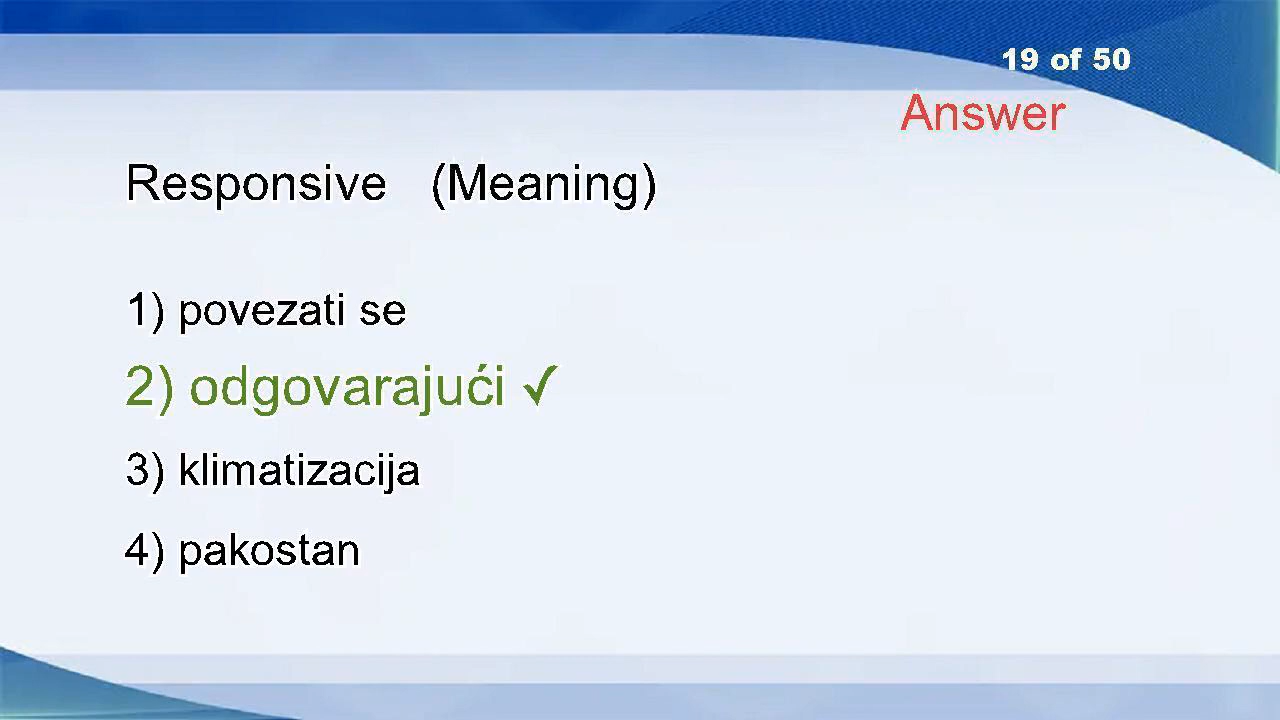 19 of 50
Answer
Responsive (Meaning)
1) povezati se
2) odgovarajući ✓
3) klimatizacija
4) pakostan